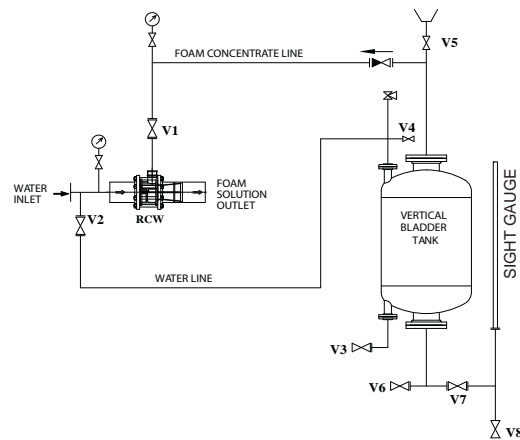 V5
FOAM CONCENTRATE LINE
V1
V4
WATER
INLET
FOAM
SOLUTION
OUTLET
RCW
V2
VERTICAL
BLADDER
TANK
SIGHT GAUGE
WATER LINE
V3
V6
V7
V8